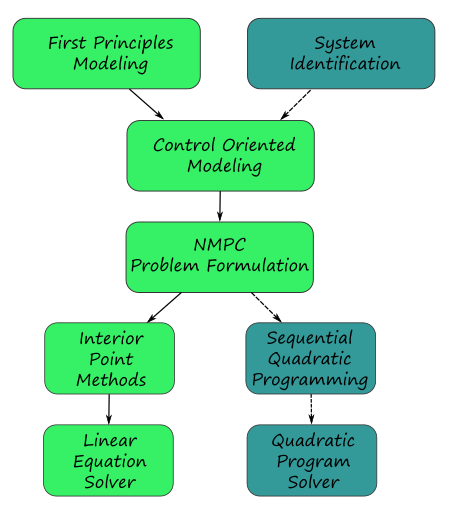 First Principles
Modeling
System
Identification
Control Oriented
Modeling
NMPC
Problem Formulation
Interior
Point
Methods
Sequential
Quadratic
Programming
Linear
Equation
Solver
Quadratic
Program
Solver